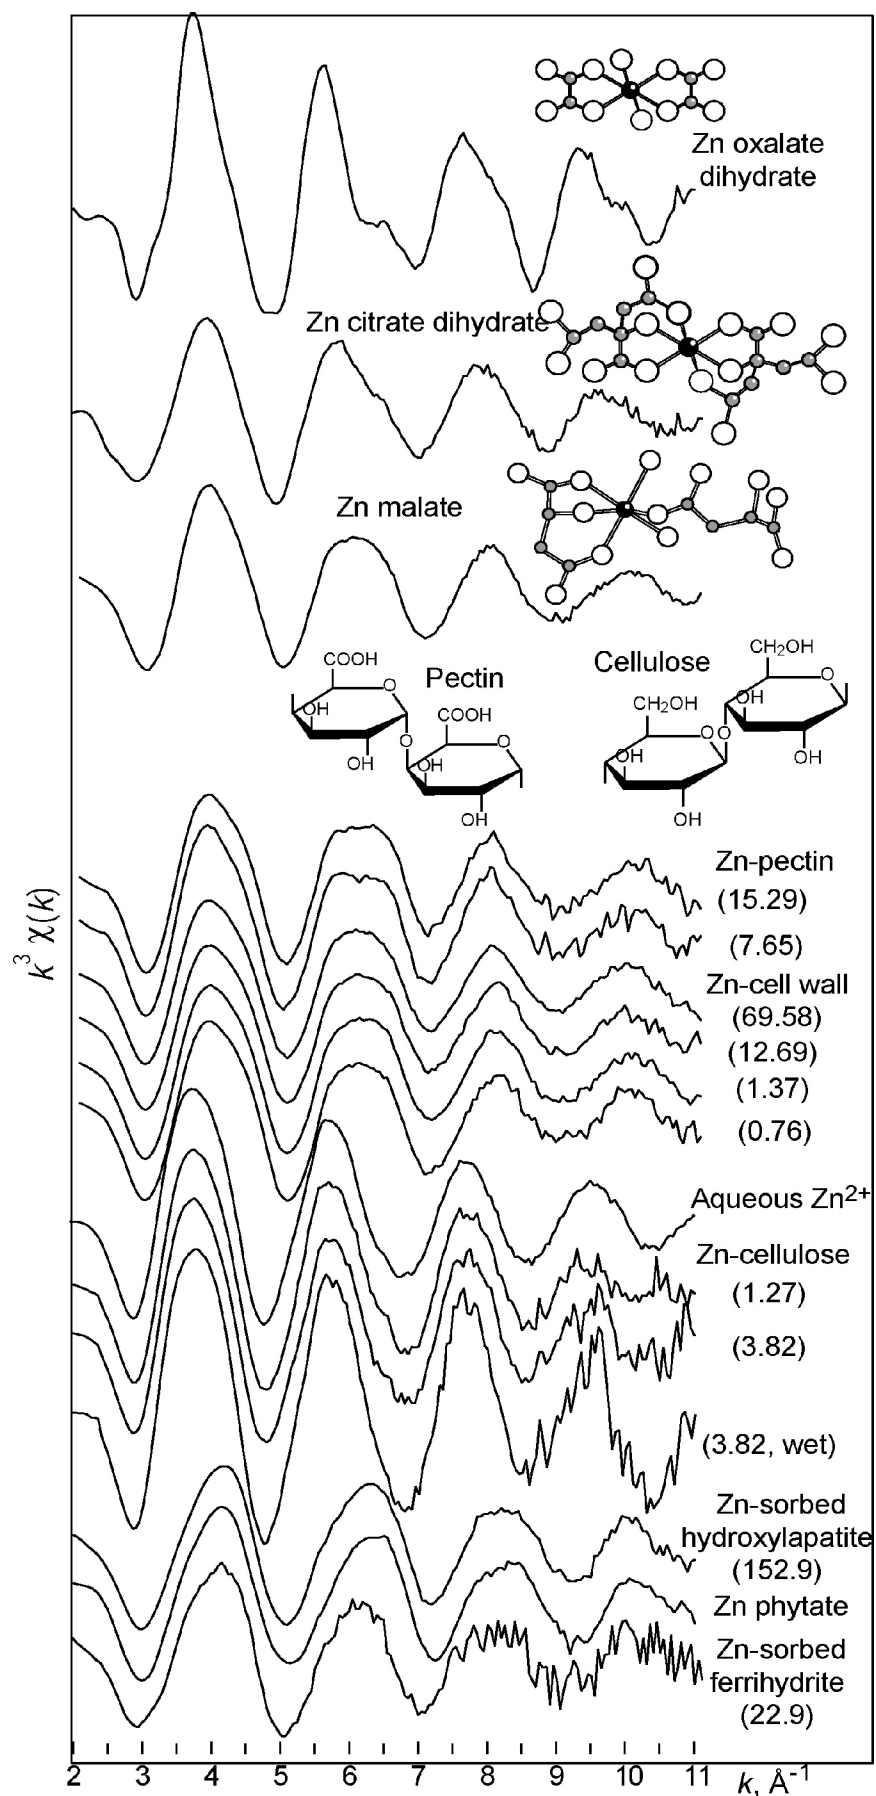 Zn oxalate
dihydrate
Zn citrate dihydrate
Zn malate
Pectin
Cellulose
COOH
O
OH
OH
O
COOH
O
OH
OH
CH2OH
O
OH
OH
O
CH2OH
O
OH
OH
k³ χ(k)
Zn-pectin
(15.29)
(7.65)
Zn-cell wall
(69.58)
(12.69)
(1.37)
(0.76)
Aqueous Zn²⁺
Zn-cellulose
(1.27)
(3.82)
(3.82, wet)
Zn-sorbed
hydroxylapatite
(152.9)
Zn phytate
Zn-sorbed
ferrihydrite
(22.9)
2 3 4 5 6 7 8 9 10 11 k, Å⁻¹